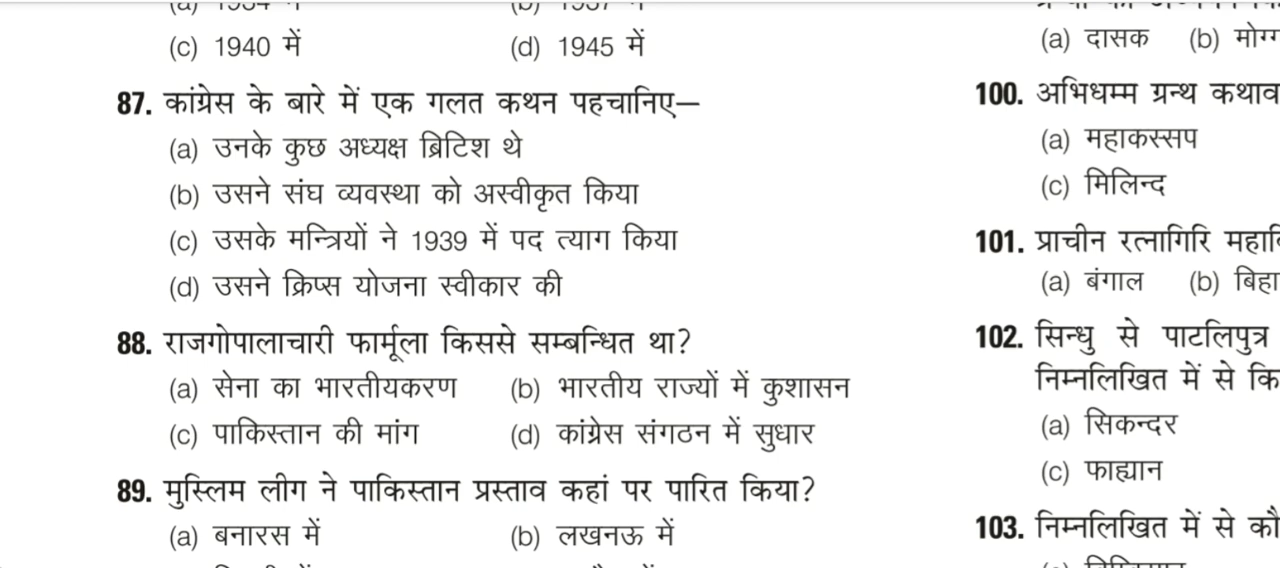 (c) 1940 में (d) 1945 में
87. कांग्रेस के बारे में एक गलत कथन पहचानिए—
(a) उनके कुछ अध्यक्ष ब्रिटिश थे
(b) उसने संघ व्यवस्था को अस्वीकृत किया
(c) उसके मन्त्रियों ने 1939 में पद त्याग किया
(d) उसने क्रिप्स योजना स्वीकार की
88. राजगोपालाचारी फार्मूला किससे सम्बन्धित था?
(a) सेना का भारतीयकरण (b) भारतीय राज्यों में कुशासन
(c) पाकिस्तान की मांग (d) कांग्रेस संगठन में सुधार
89. मुस्लिम लीग ने पाकिस्तान प्रस्ताव कहां पर पारित किया?
(a) बनारस में (b) लखनऊ में
(a) दासक (b)
100. अभिधम्म ग्रन्थ
(a) महाकस्सप
(c) मिलिन्द
101. प्राचीन रत्नागिरि
(a) बंगाल (b)
102. सिन्धु से पाटलिपुत्र
निम्नलिखित में से
(a) सिकन्दर
(c) फाह्यान
103. निम्नलिखित में से